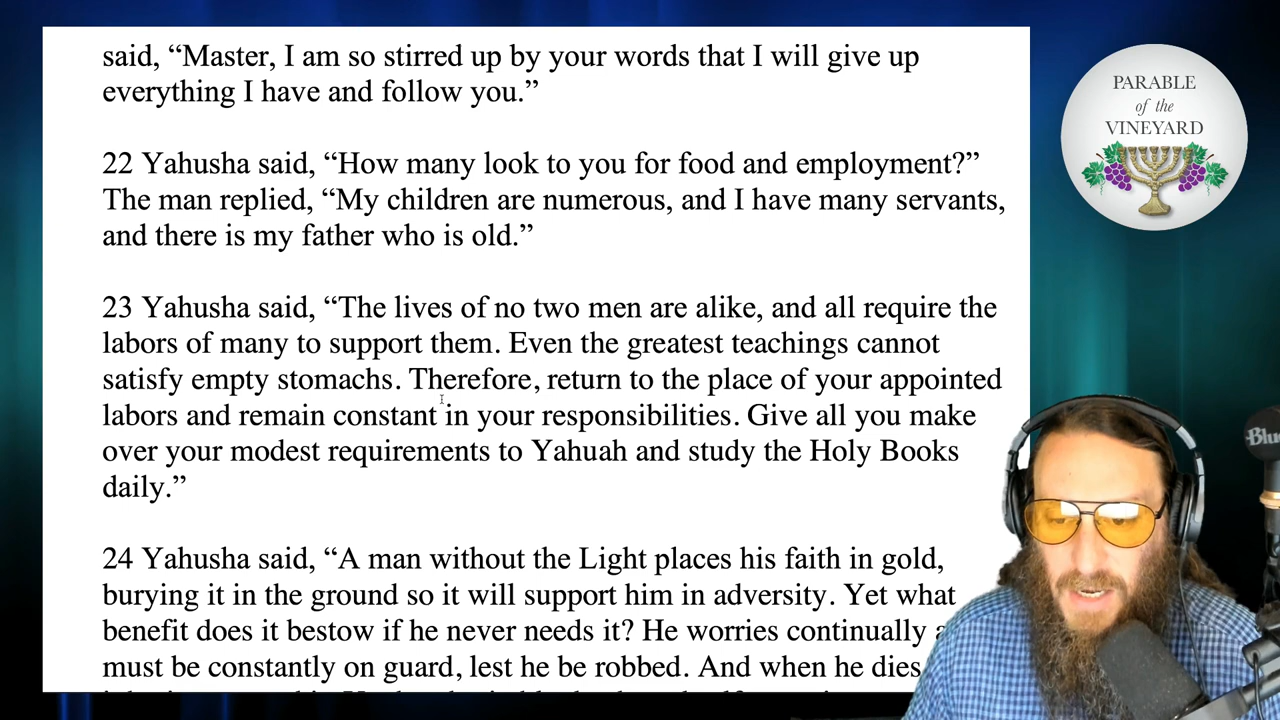 said, “Master, I am so stirred up by your words that I will give up
everything I have and follow you.”
22 Yahusha said, “How many look to you for food and employment?”
The man replied, “My children are numerous, and I have many servants,
and there is my father who is old.”
23 Yahusha said, “The lives of no two men are alike, and all require the
labors of many to support them. Even the greatest teachings cannot
satisfy empty stomachs. Therefore, return to the place of your appointed
labors and remain constant in your responsibilities. Give all you make
over your modest requirements to Yahuah and study the Holy Books
daily.”
24 Yahusha said, “A man without the Light places his faith in gold,
burying it in the ground so it will support him in adversity. Yet what
benefit does it bestow if he never needs it? He worries continually
must be constantly on guard, lest he be robbed. And when he dies
PARABLE
of the
VINEYARD
Blue